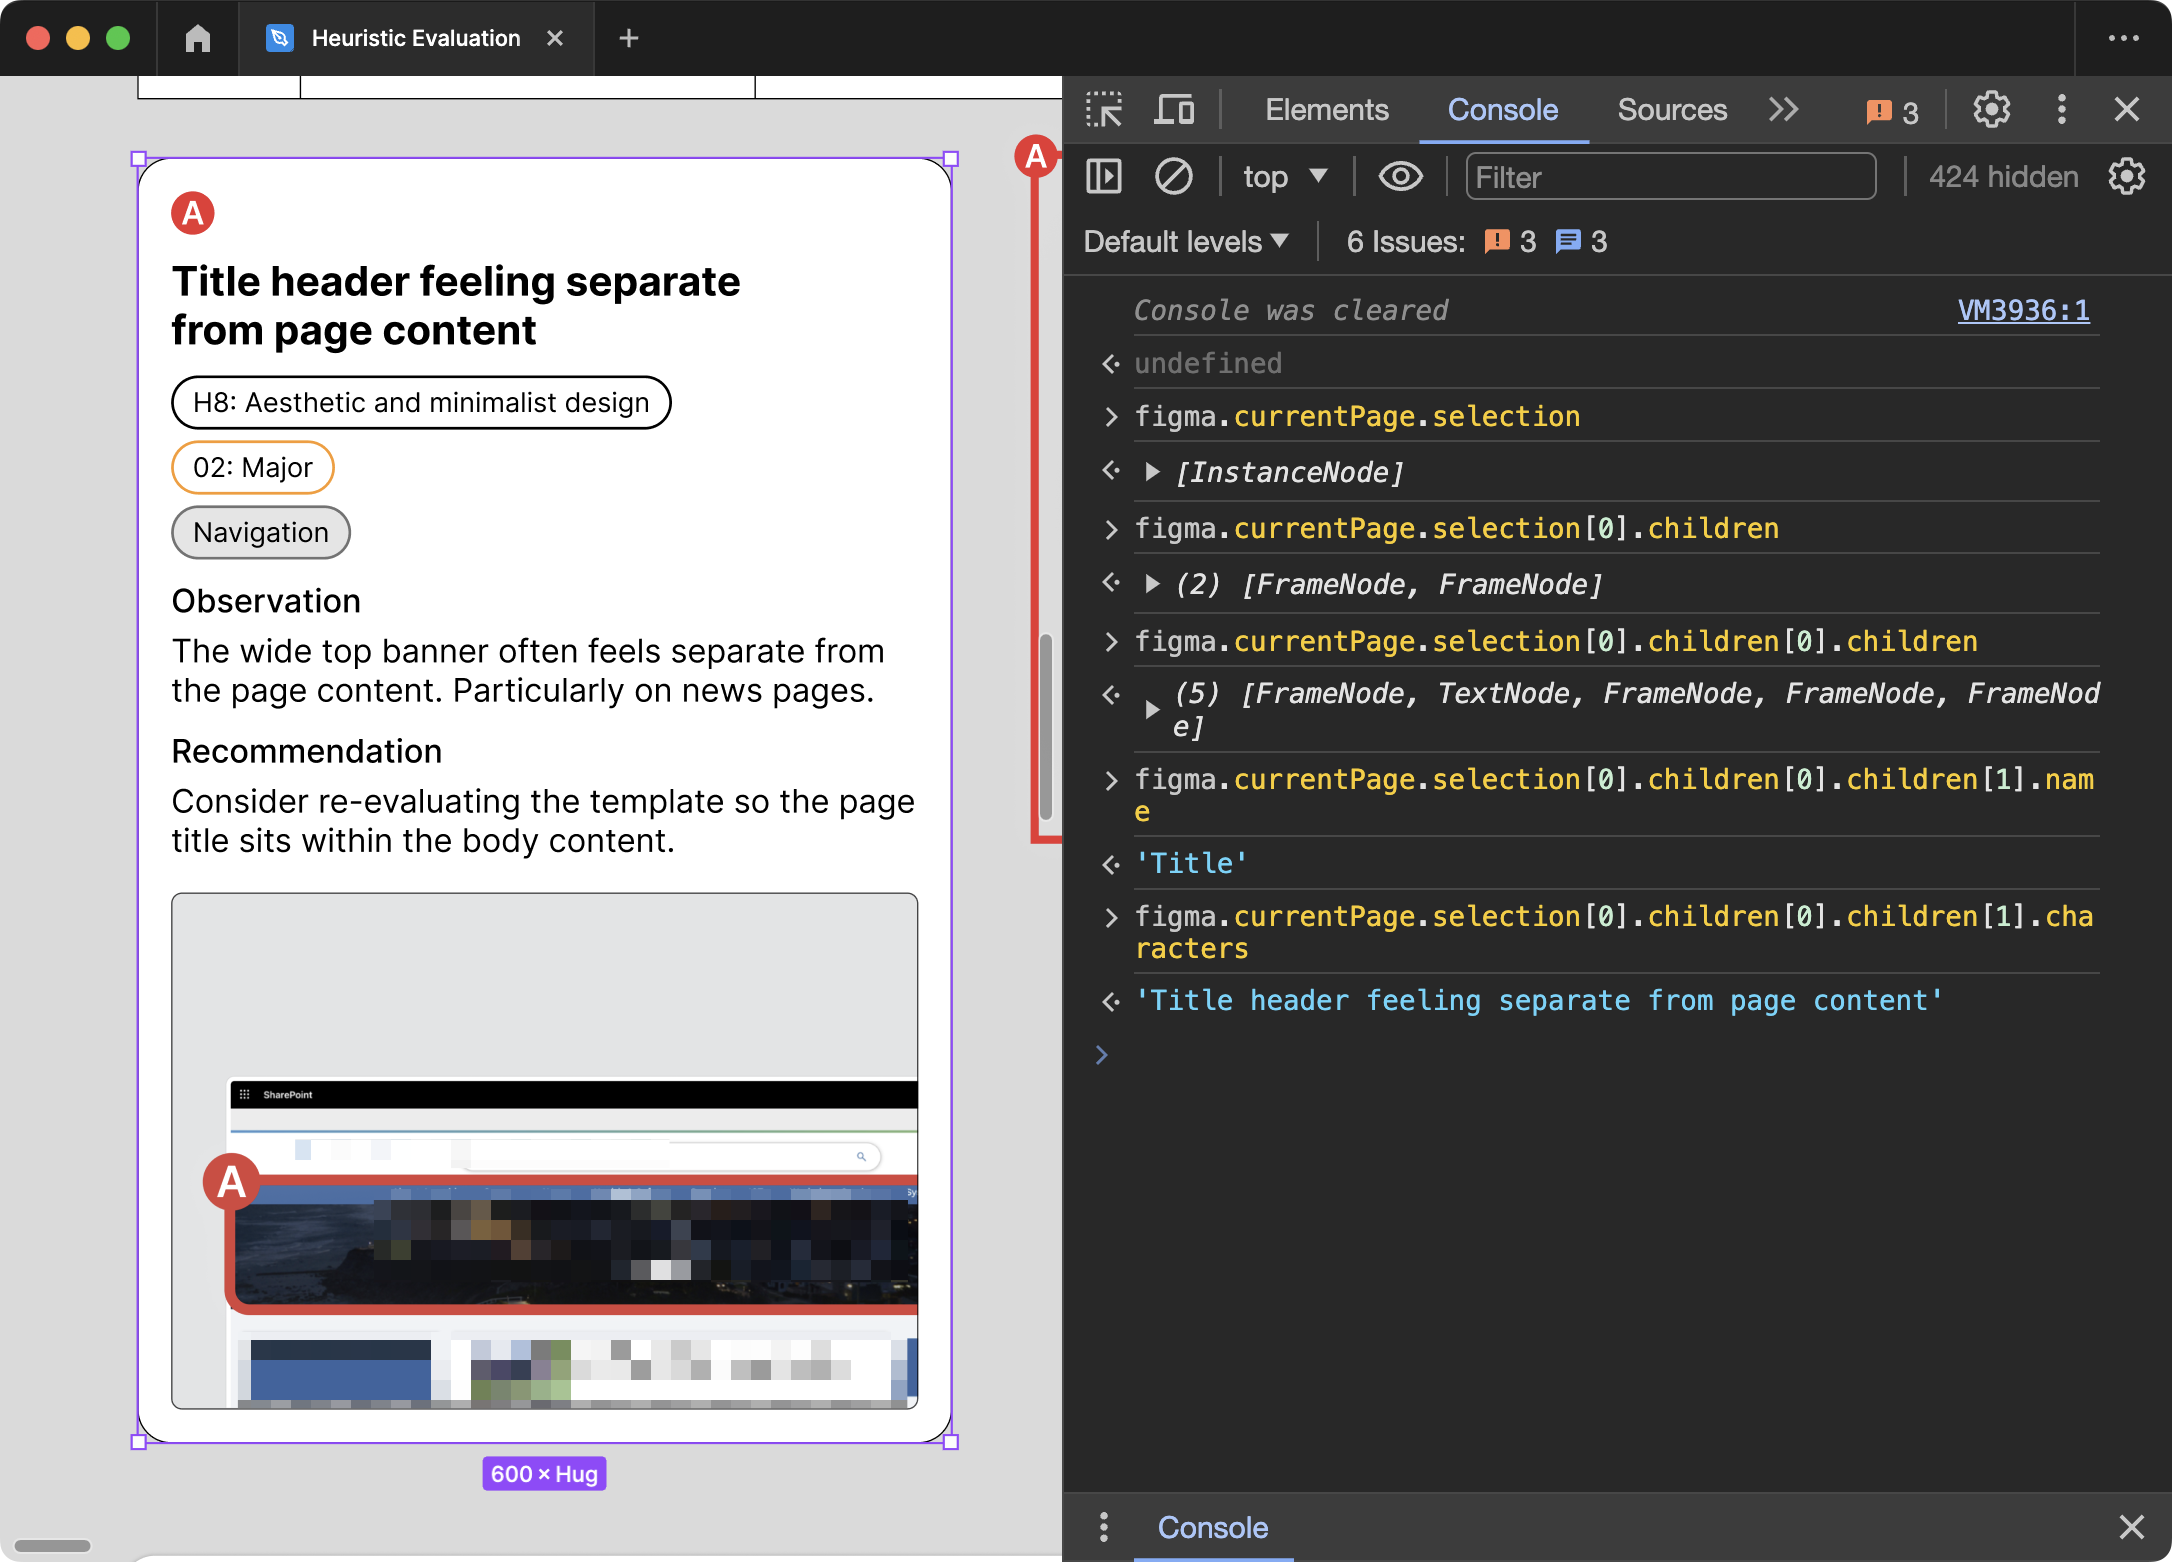 Heuristic Evaluation
A
Title header feeling separate
from page content
H8: Aesthetic and minimalist design
02: Major
Navigation
Observation
The wide top banner often feels separate from
the page content. Particularly on news pages.
Recommendation
Consider re-evaluating the template so the page
title sits within the body content.
SharePoint
A
600 × Hug
A
Elements
Console
Sources
3
top
Filter
424 hidden
Default levels
6 Issues:
3
3
Console was cleared
VM3936:1
undefined
figma.currentPage.selection
[InstanceNode]
figma.currentPage.selection[0].children
(2) [FrameNode, FrameNode]
figma.currentPage.selection[0].children[0].children
(5) [FrameNode, TextNode, FrameNode, FrameNode, FrameNod
e]
figma.currentPage.selection[0].children[0].children[1].nam
e
'Title'
figma.currentPage.selection[0].children[0].children[1].cha
racters
'Title header feeling separate from page content'
Console